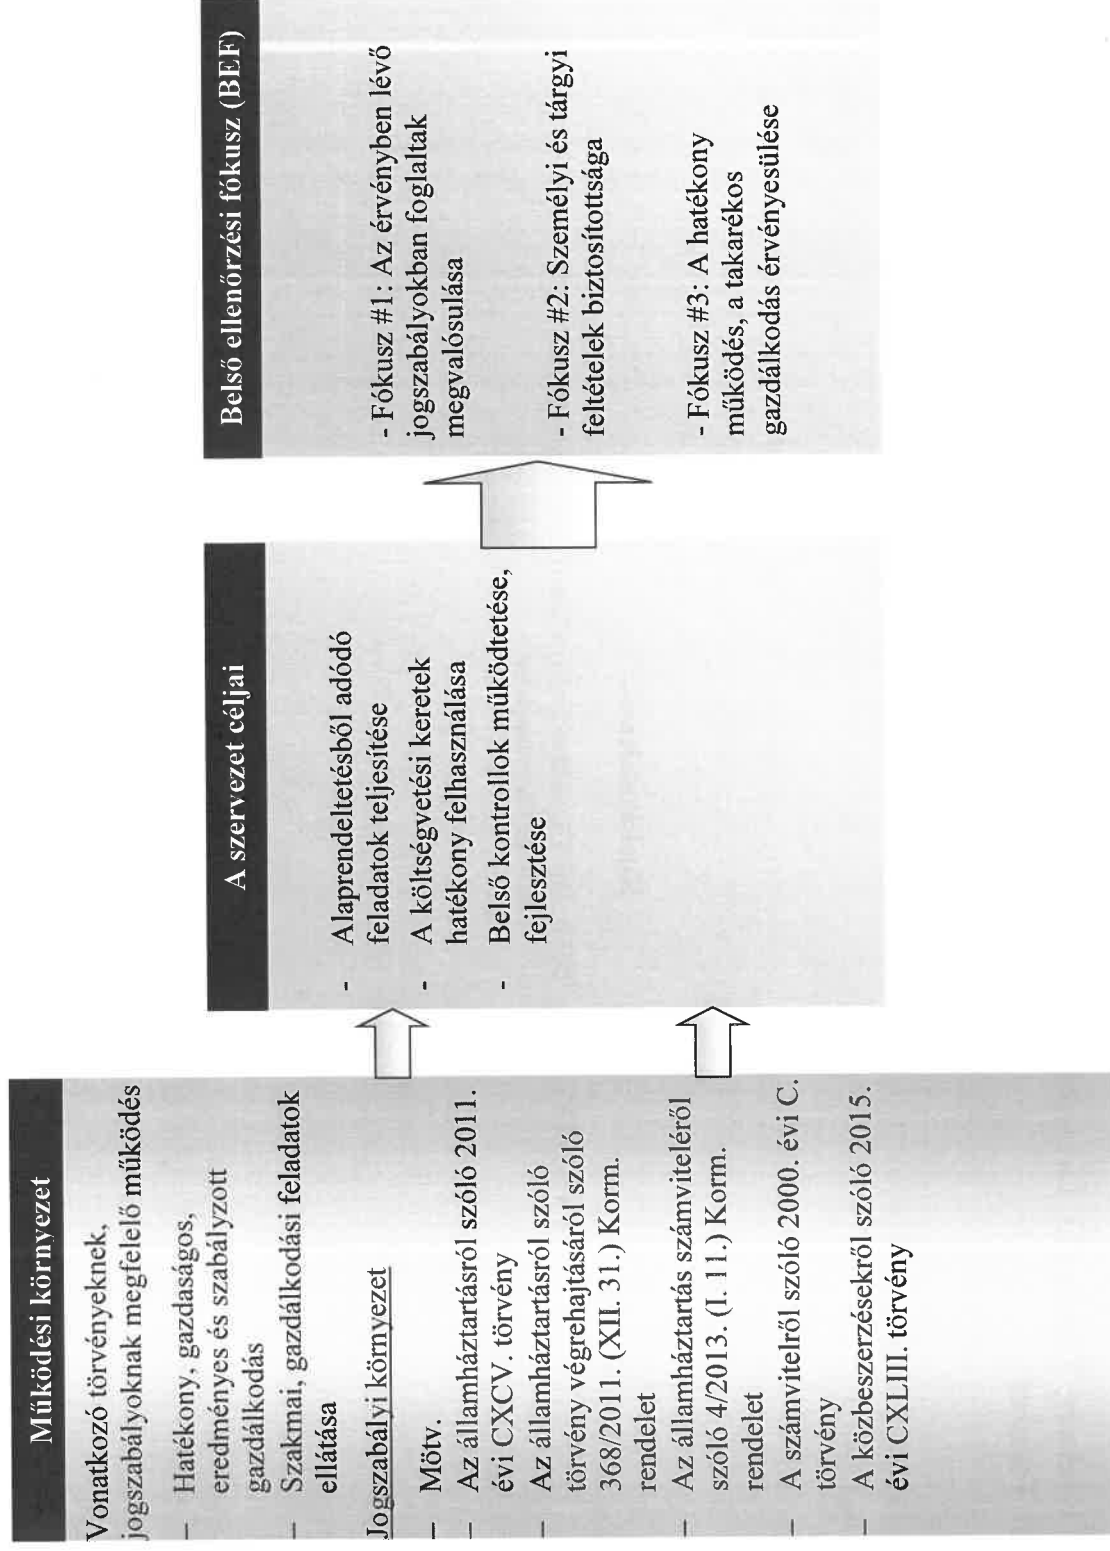 Működési környezet
Vonatkozó törvényeknek,
jogszabályoknak megfelelő működés
– Hatékony, gazdaságos,
eredményes és szabályzott
gazdálkodás
– Szakmai, gazdálkodási feladatok
ellátása
Jogszabályi környezet
– Mötv.
– Az államháztartásról szóló 2011.
évi CXCV. törvény
– Az államháztartásról szóló
törvény végrehajtásáról szóló
368/2011. (XII. 31.) Korm.
rendelet
– Az államháztartás számviteléről
szóló 4/2013. (I. 11.) Korm.
rendelet
– A számvitelről szóló 2000. évi C.
törvény
– A közbeszerzésekről szóló 2015.
évi CXLIII. törvény
A szervezet céljai
- Alaprendeltetésből adódó
feladatok teljesítése
- A költségvetési keretek
hatékony felhasználása
- Belső kontrollok működtetése,
fejlesztése
Belső ellenőrzési fókusz (BEF)
- Fókusz #1: Az érvényben lévő
jogszabályokban foglaltak
megvalósulása
- Fókusz #2: Személyi és tárgyi
feltételek biztosítottsága
- Fókusz #3: A hatékony
működés, a takarékos
gazdálkodás érvényesülése